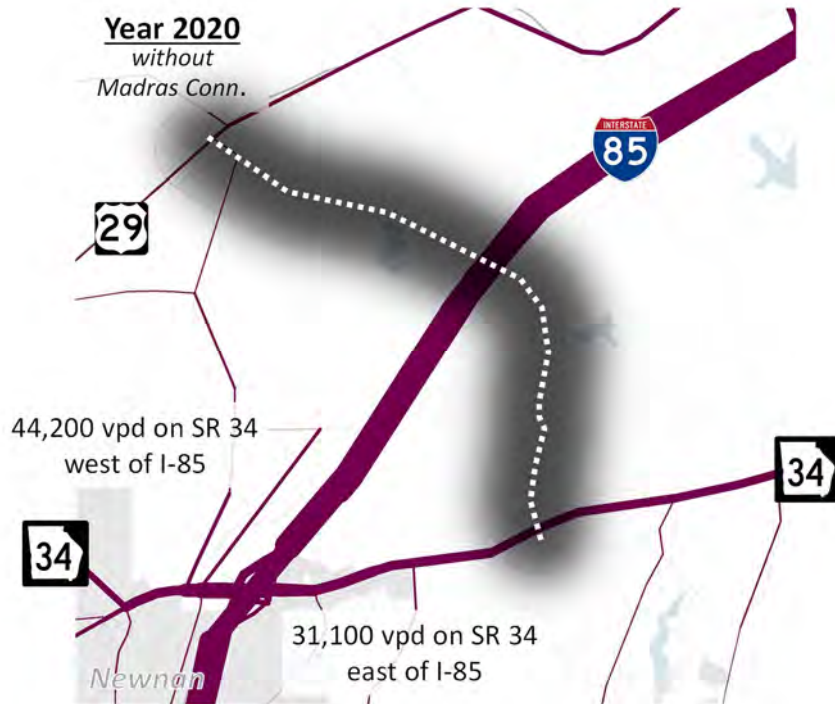 Year 2020
without
Madras Conn.
INTERSTATE
85
29
44,200 vpd on SR 34
west of I-85
34
34
31,100 vpd on SR 34
east of I-85
Newnan